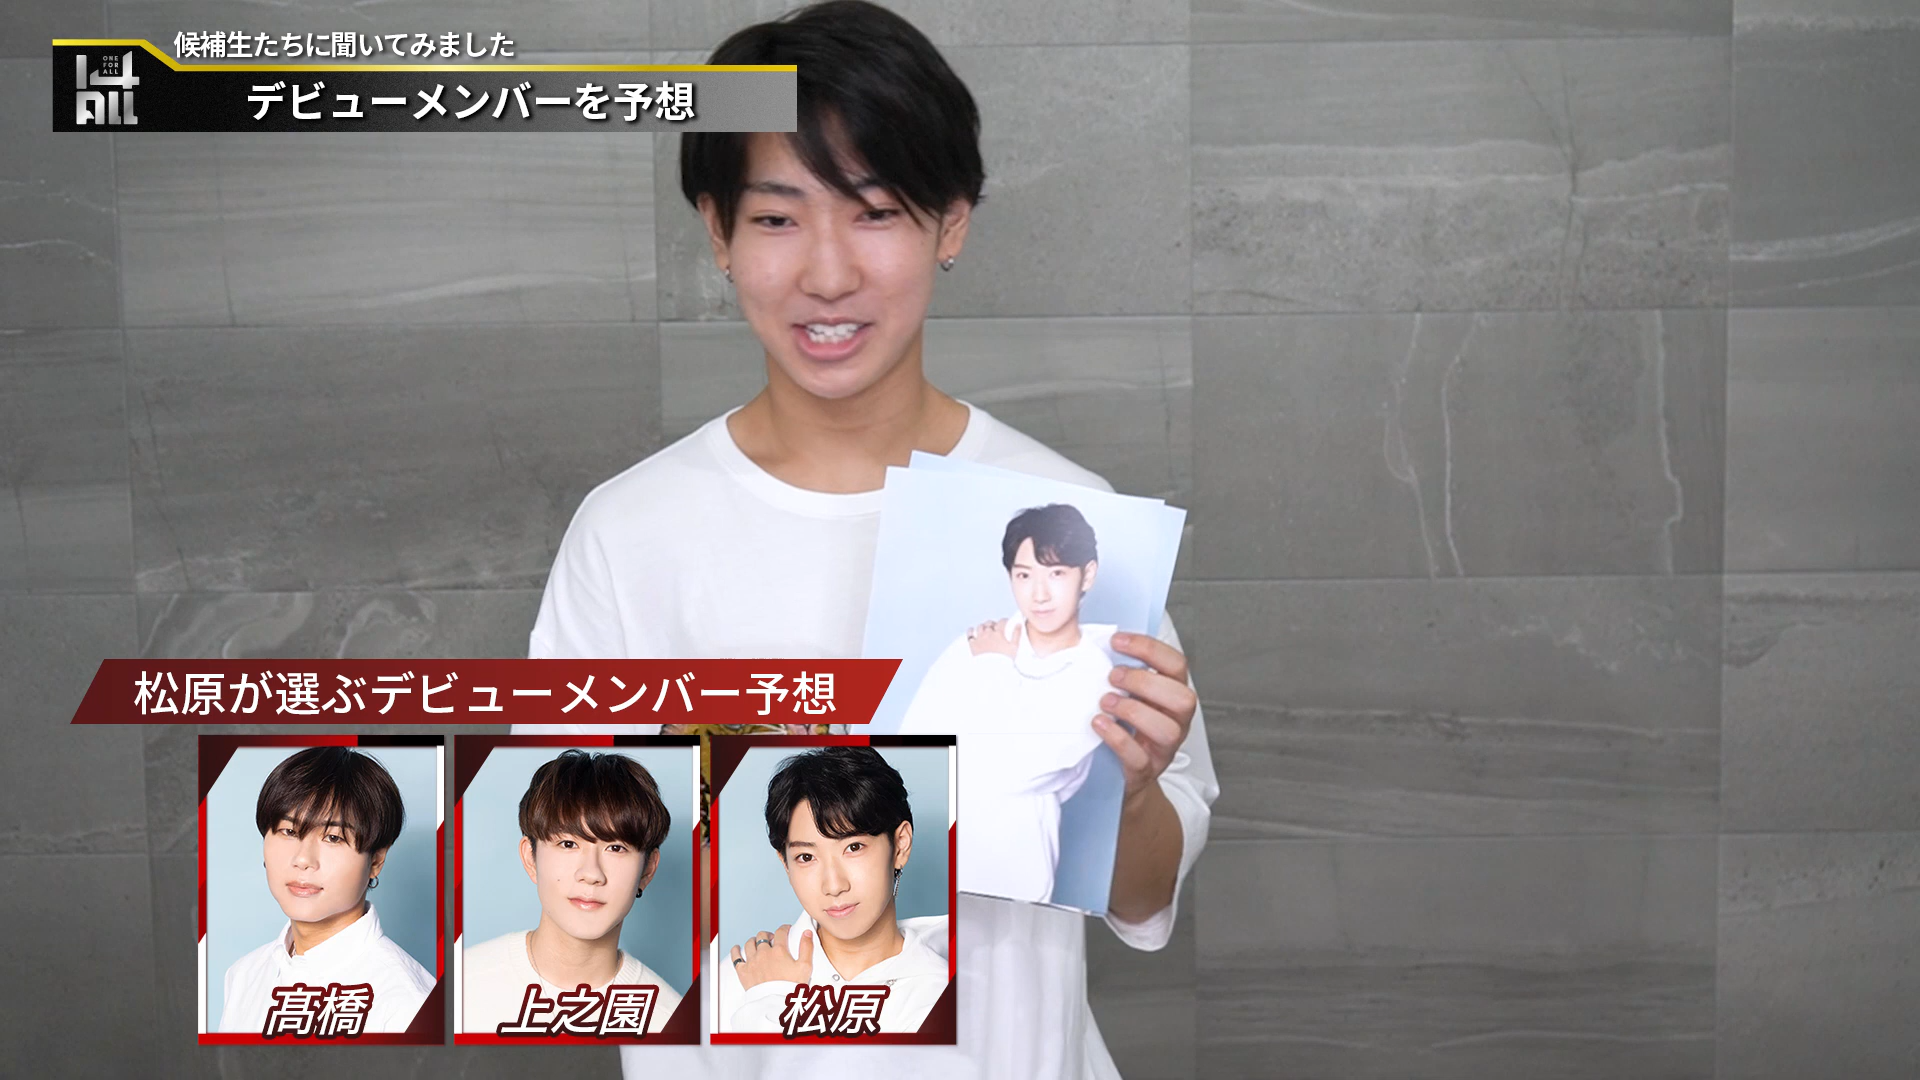 候補生たちに聞いてみました
ONE
FOR
ALL
14
ALL
デビューメンバーを予想
松原が選ぶデビューメンバー予想
髙橋
上之園
松原